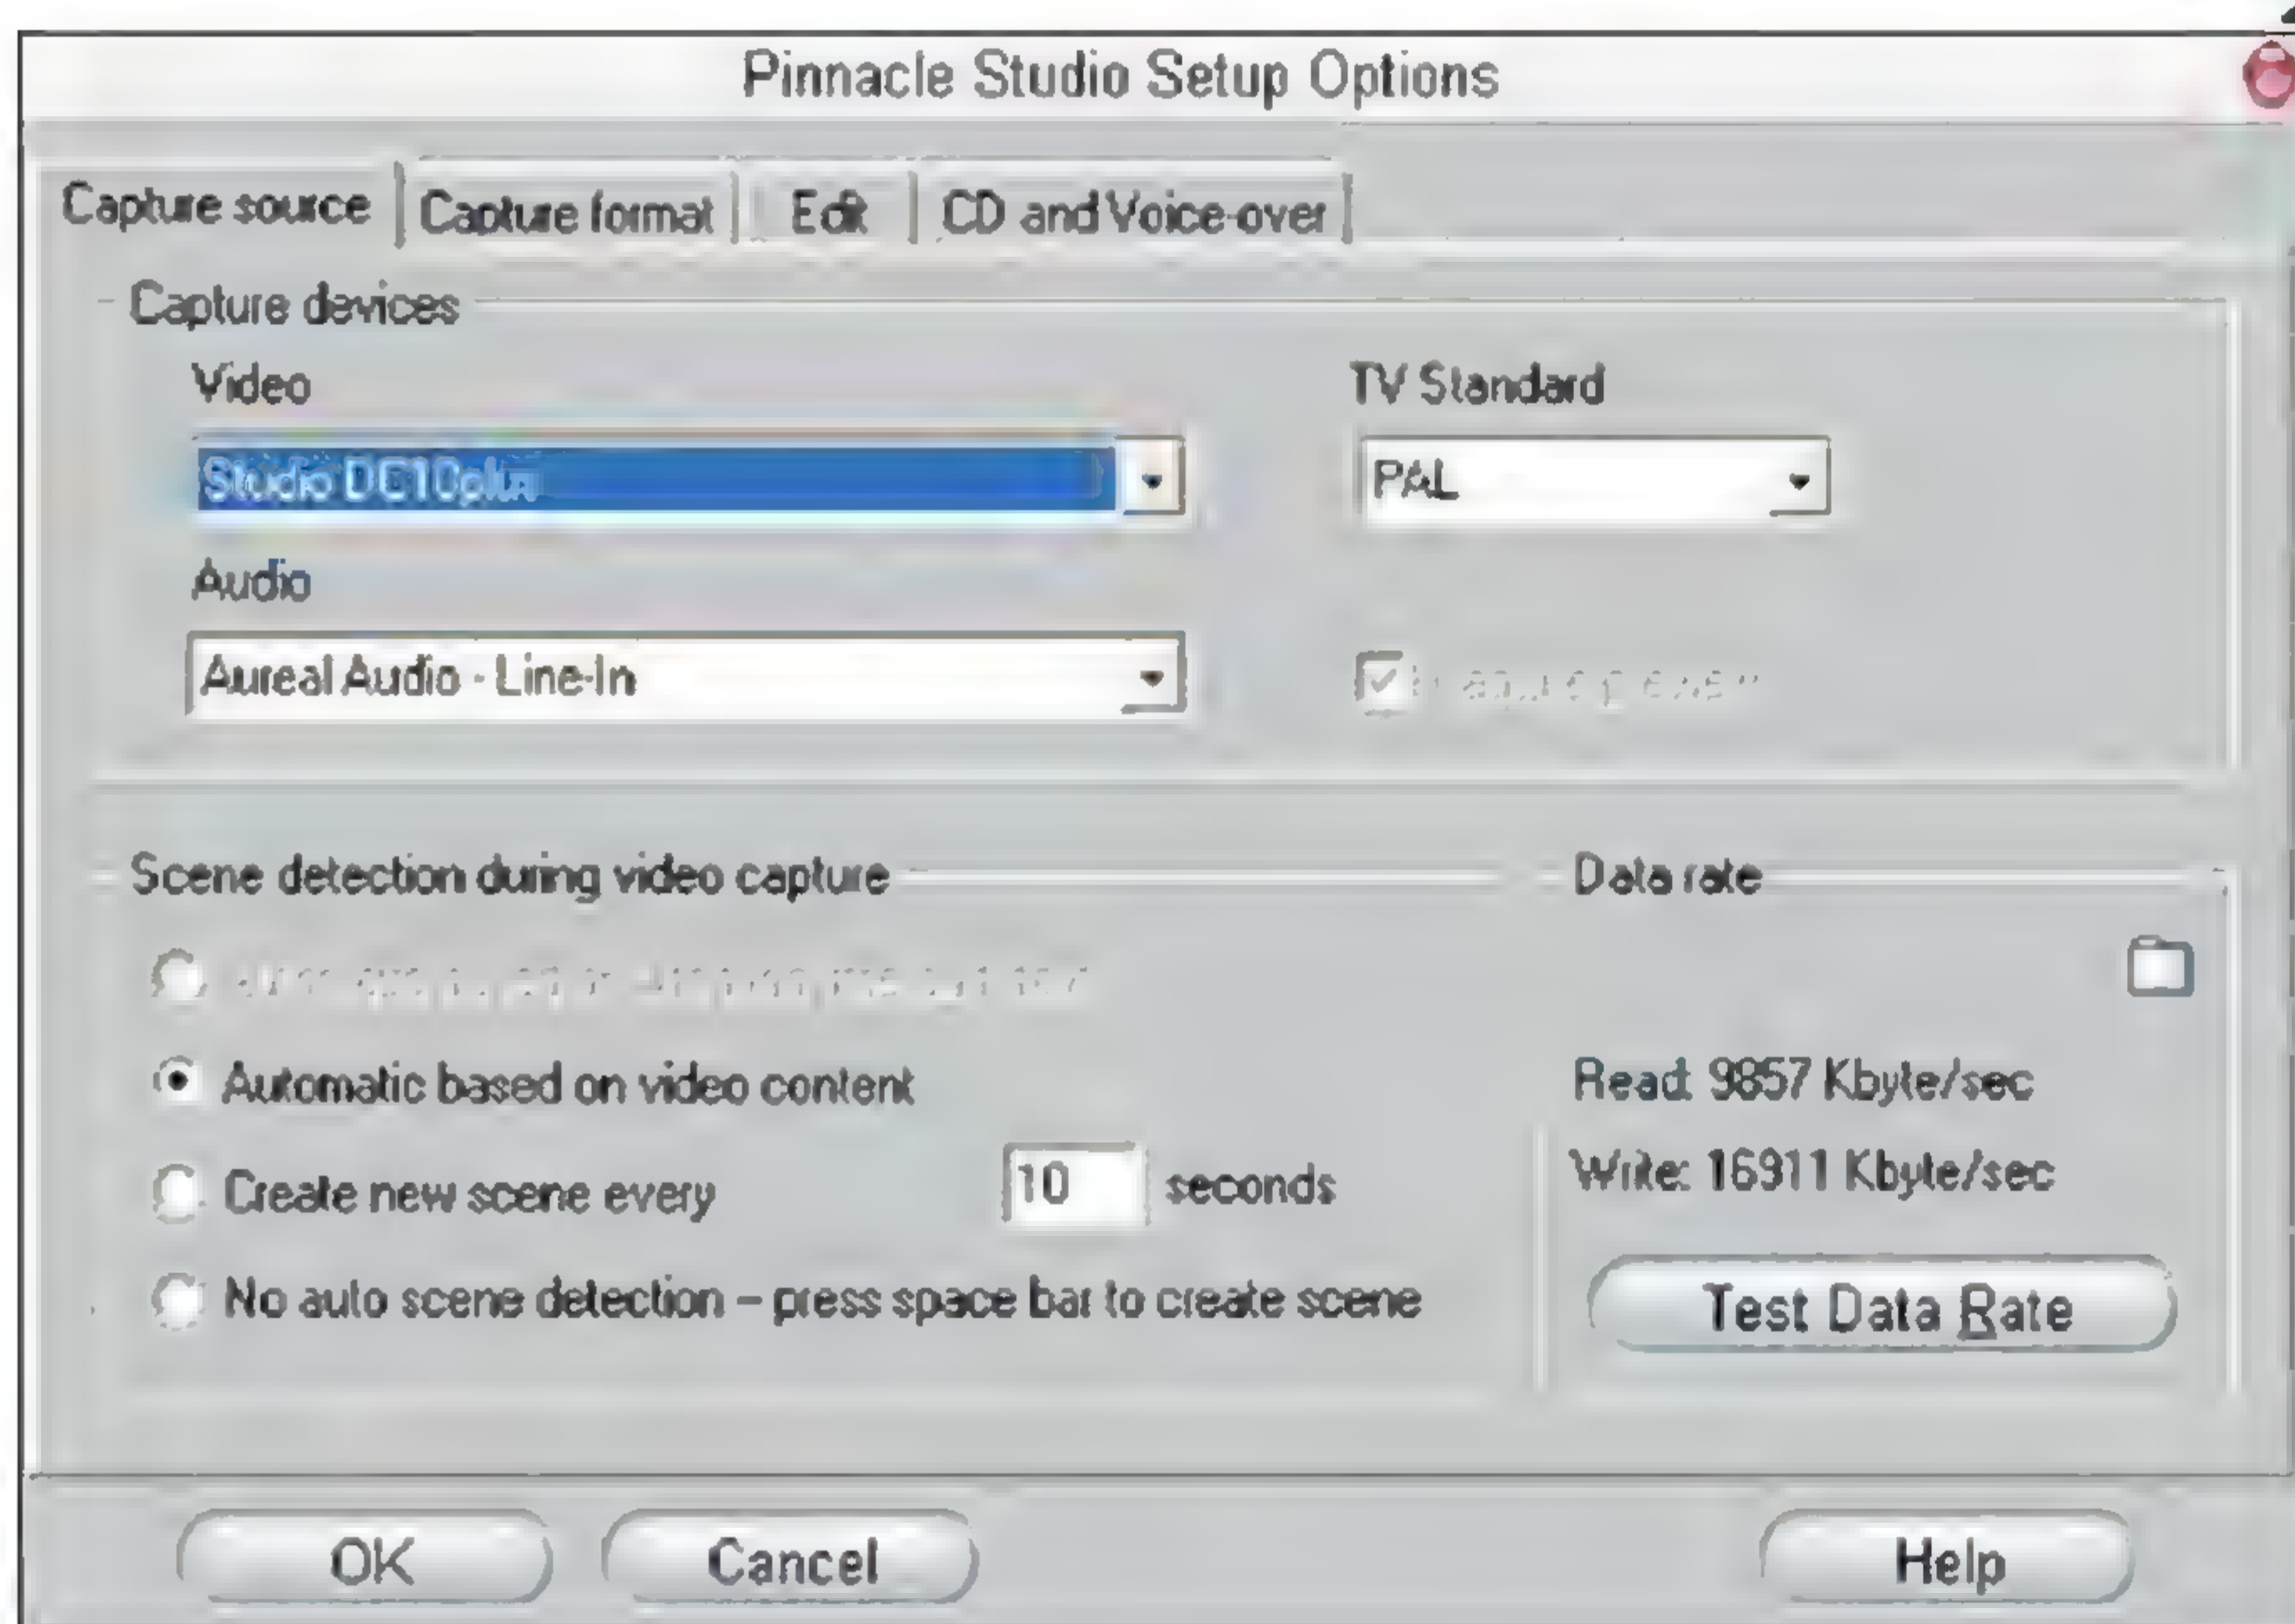 Pinnacle Studio Setup Options
Capture source Capture format Edit CD and Voice-over
Capture devices
Video TV Standard
Studio DC10plus PAL
Audio
Aureal Audio - Line-In
Scene detection during video capture Data rate
Automatic based on video content Read: 9857 Kbyte/sec
Create new scene every 10 seconds Write: 16911 Kbyte/sec
No auto scene detection – press space bar to create scene Test Data Rate
OK Cancel Help